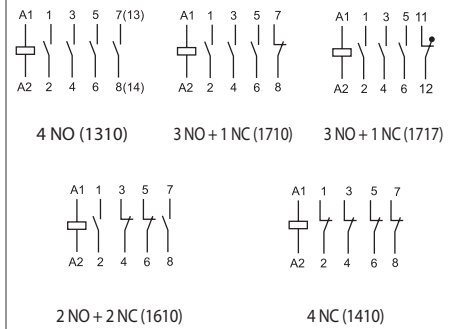 A1 1 3 5 7(13)
A2 2 4 6 8(14)
4 NO (1310)
A1 1 3 5 7
A2 2 4 6 8
3 NO + 1 NC (1710)
A1 1 3 5 11
A2 2 4 6 12
3 NO + 1 NC (1717)
A1 1 3 5 7
A2 2 4 6 8
2 NO + 2 NC (1610)
A1 1 3 5 7
A2 2 4 6 8
4 NC (1410)